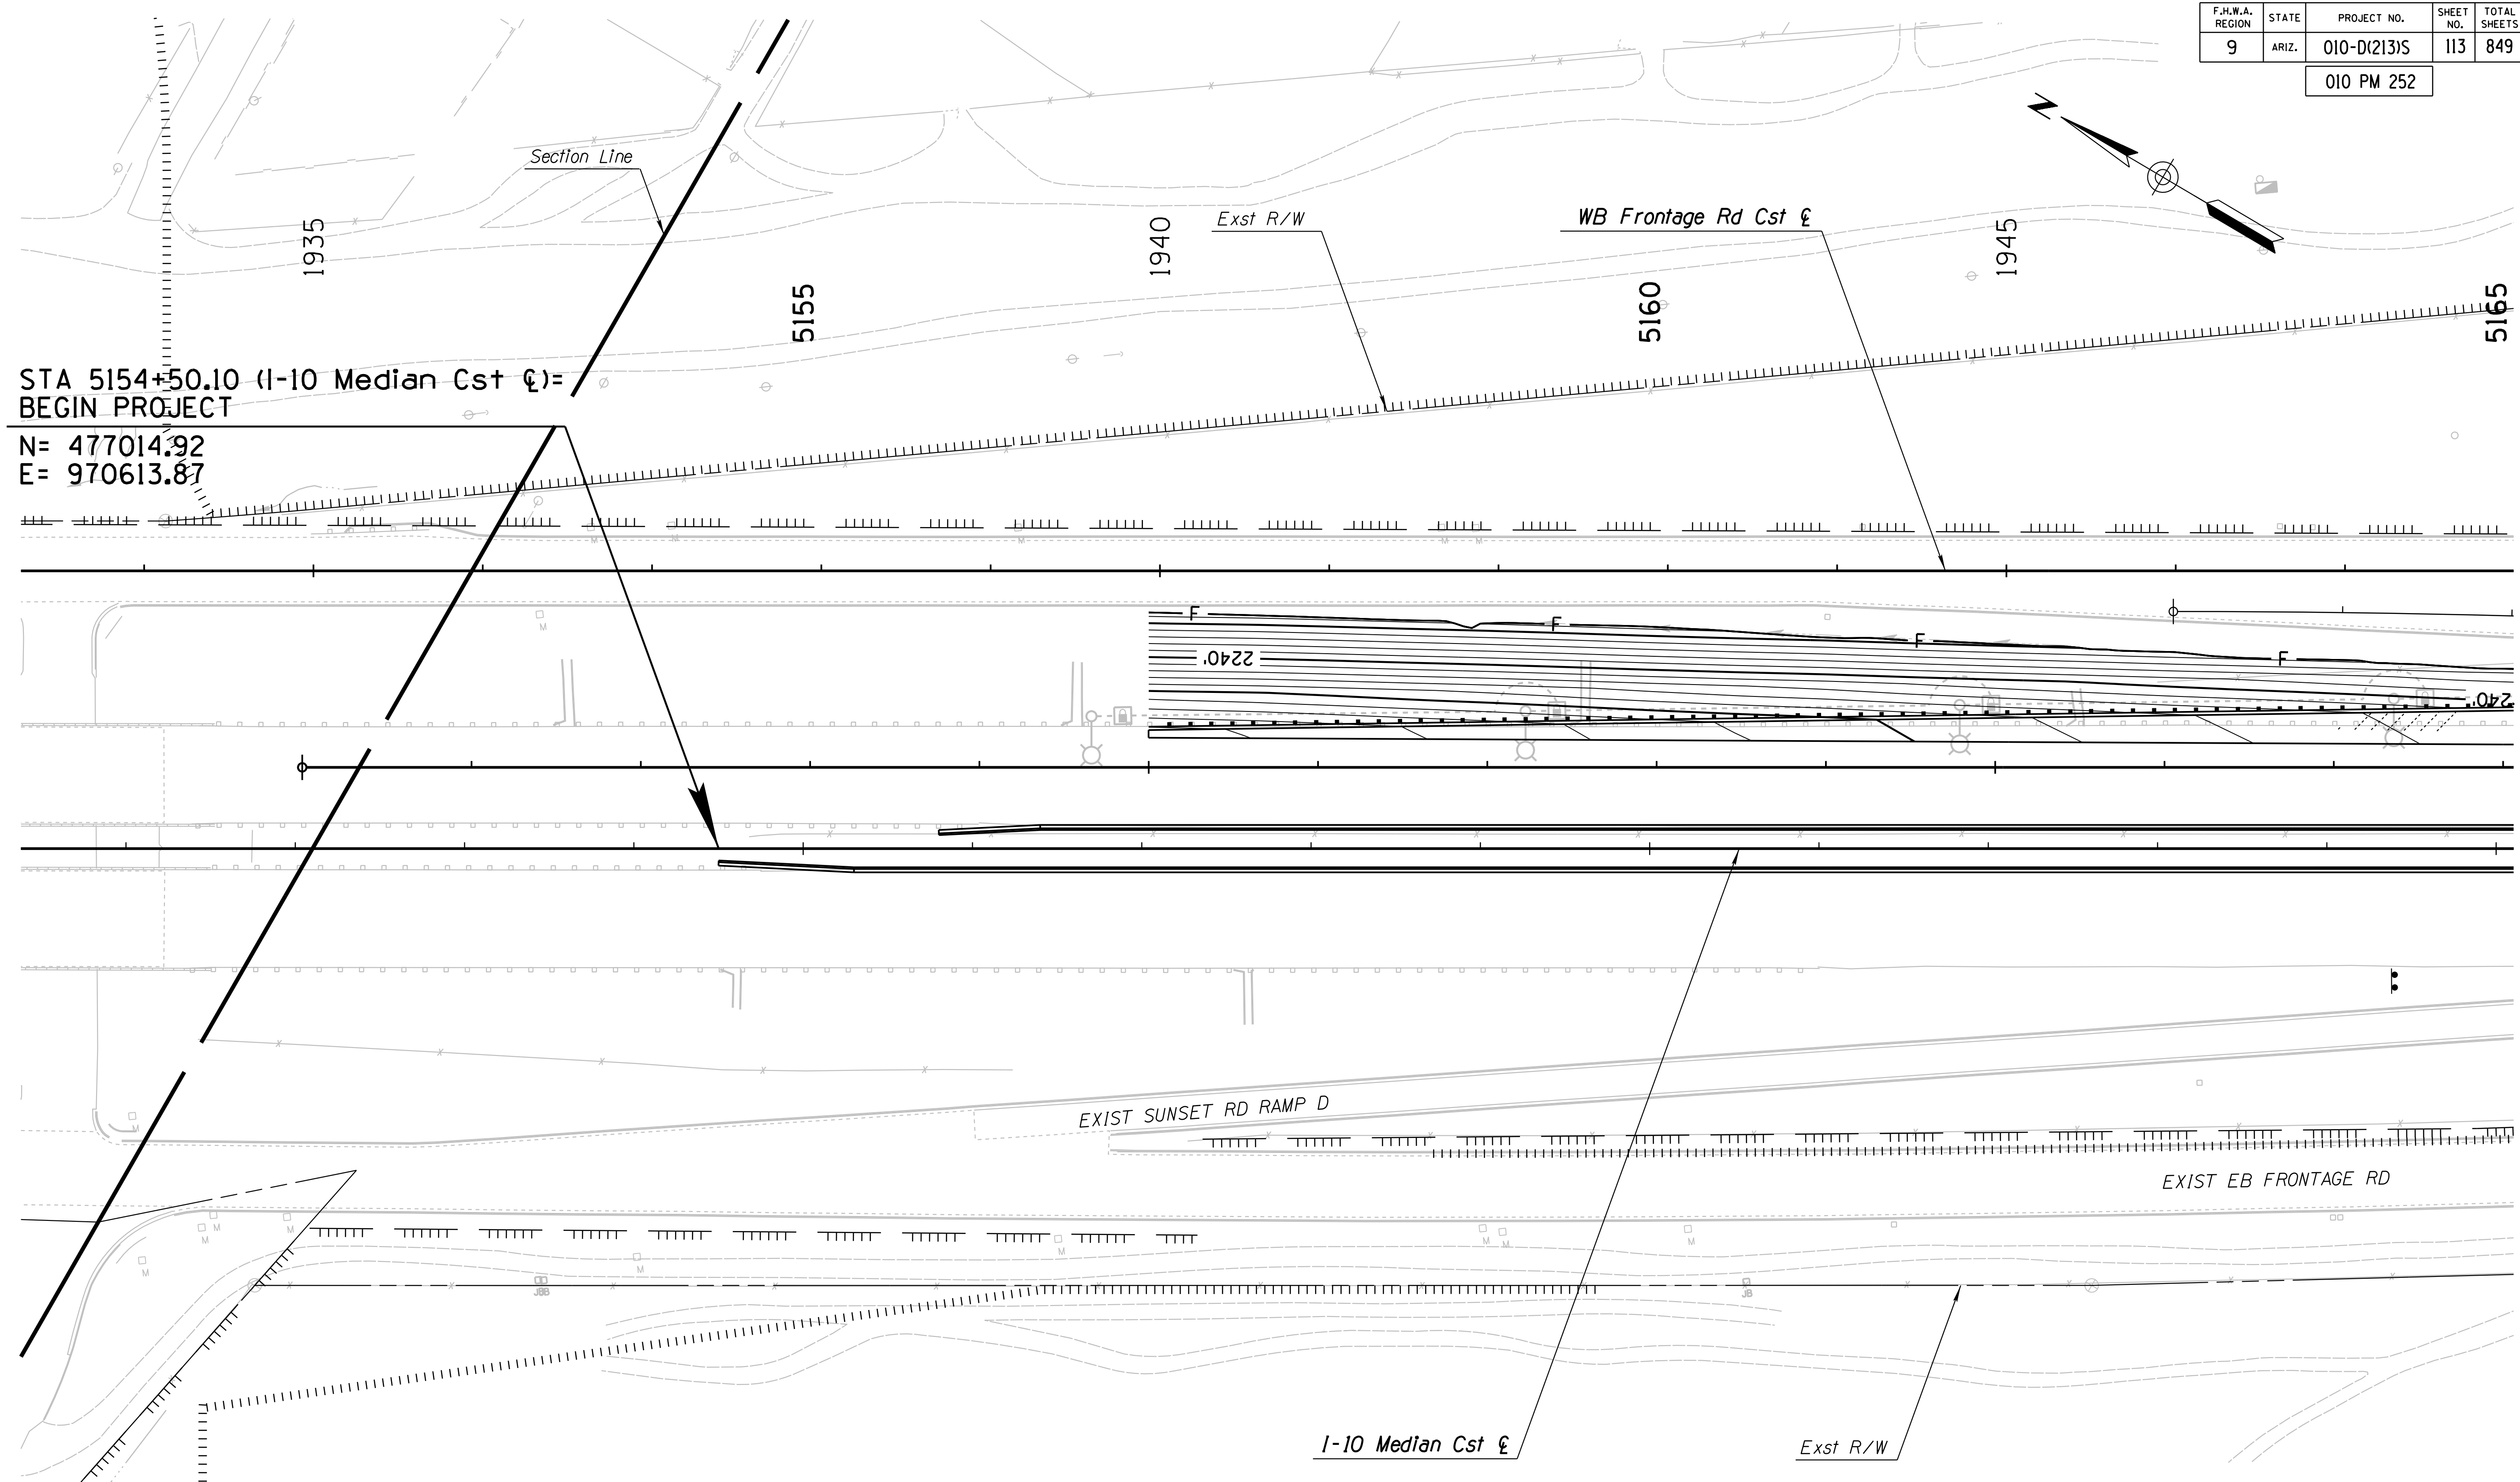 F.H.W.A. REGION STATE PROJECT NO. SHEET NO. TOTAL SHEETS
9 ARIZ. 010-D(213)S 113 849
010 PM 252
N
Section Line
Exst R/W
WB Frontage Rd Cst ℄
1935
1940
1945
5155
5160
5165
STA 5154+50.10 (I-10 Median Cst ℄)=
BEGIN PROJECT
N= 477014.92
E= 970613.87
M M M M M
M
F F F F
2240'
240'
EXIST SUNSET RD RAMP D
M
EXIST EB FRONTAGE RD
M M M
M M M M M M
JBB
JB
I-10 Median Cst ℄
Exst R/W